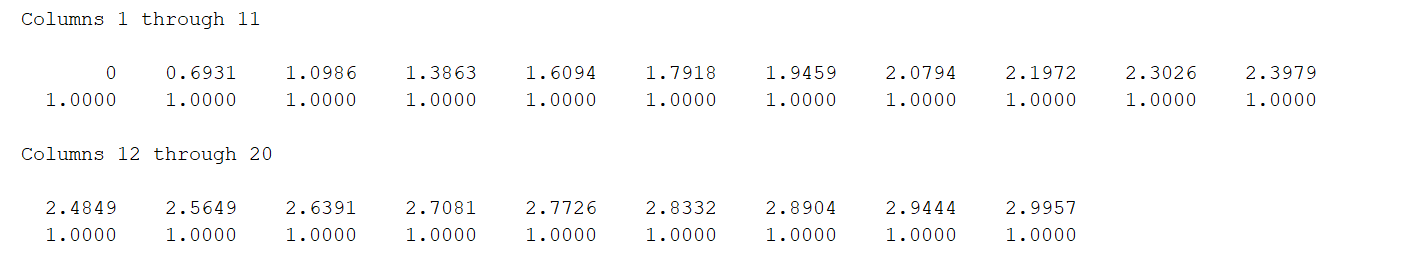 Columns 1 through 11
0 0.6931 1.0986 1.3863 1.6094 1.7918 1.9459 2.0794 2.1972 2.3026 2.3979
1.0000 1.0000 1.0000 1.0000 1.0000 1.0000 1.0000 1.0000 1.0000 1.0000 1.0000
Columns 12 through 20
2.4849 2.5649 2.6391 2.7081 2.7726 2.8332 2.8904 2.9444 2.9957
1.0000 1.0000 1.0000 1.0000 1.0000 1.0000 1.0000 1.0000 1.0000